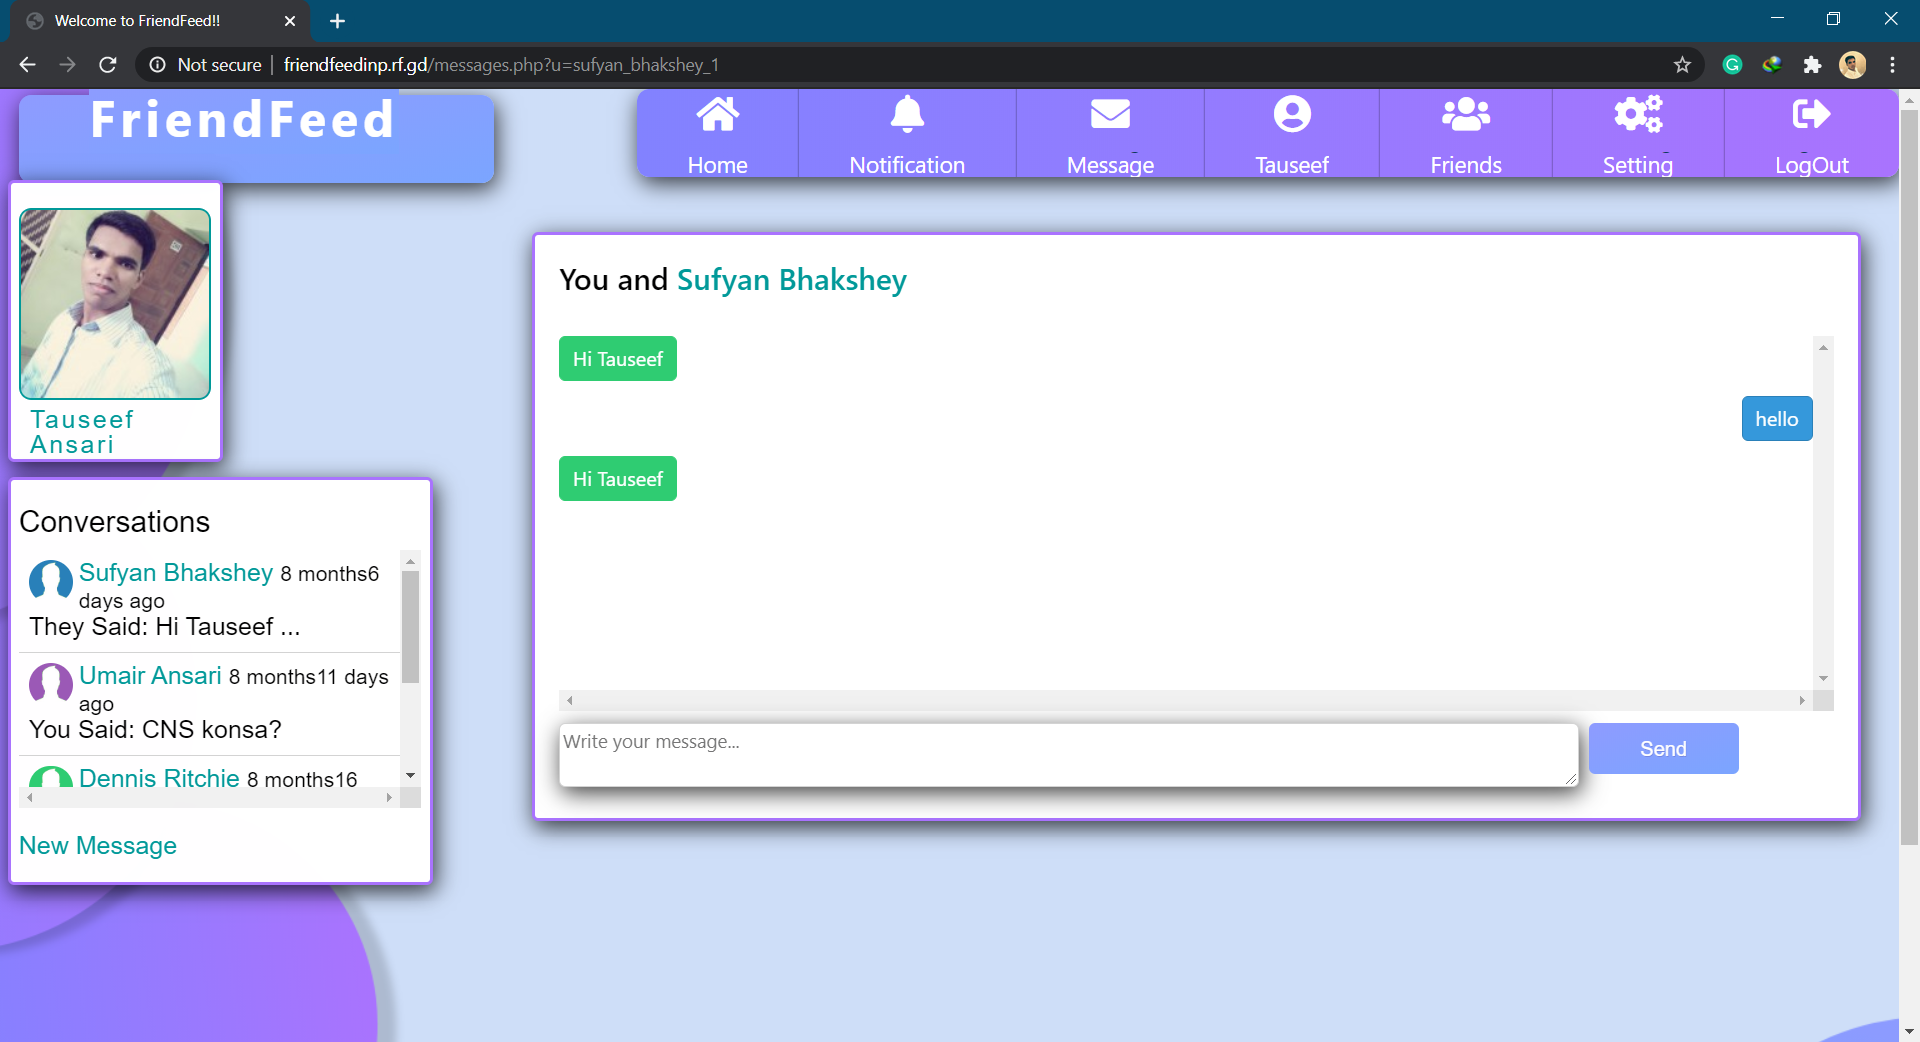 Welcome to FriendFeed!!
Not secure | friendfeedinp.rf.gd/messages.php?u=sufyan_bhakshey_1
FriendFeed
Home
Notification
Message
Tauseef
Friends
Setting
LogOut
Tauseef
Ansari
Conversations
Sufyan Bhakshey 8 months6
days ago
They Said: Hi Tauseef ...
Umair Ansari 8 months11 days
ago
You Said: CNS konsa?
Dennis Ritchie 8 months16
New Message
You and Sufyan Bhakshey
Hi Tauseef
hello
Hi Tauseef
Write your message...
Send